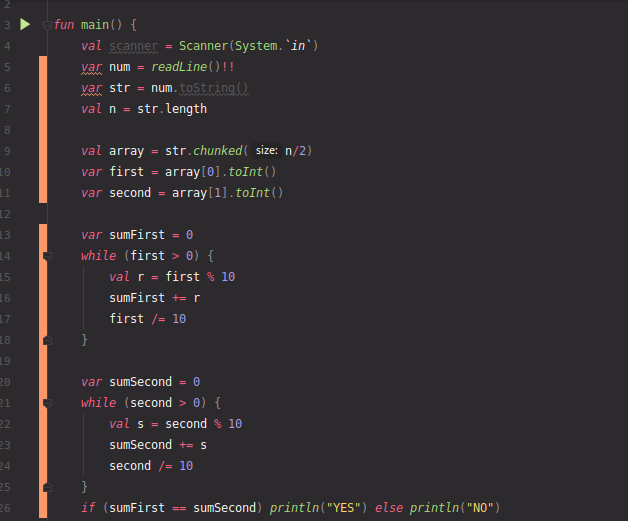 2
3 fun main() {
4 val scanner = Scanner(System.`in`)
5 var num = readLine()!!
6 var str = num.toString()
7 val n = str.length
8
9 val array = str.chunked( size: n/2)
10 var first = array[0].toInt()
11 var second = array[1].toInt()
12
13 var sumFirst = 0
14 while (first > 0) {
15 val r = first % 10
16 sumFirst += r
17 first /= 10
18 }
19
20 var sumSecond = 0
21 while (second > 0) {
22 val s = second % 10
23 sumSecond += s
24 second /= 10
25 }
26 if (sumFirst == sumSecond) println("YES") else println("NO")